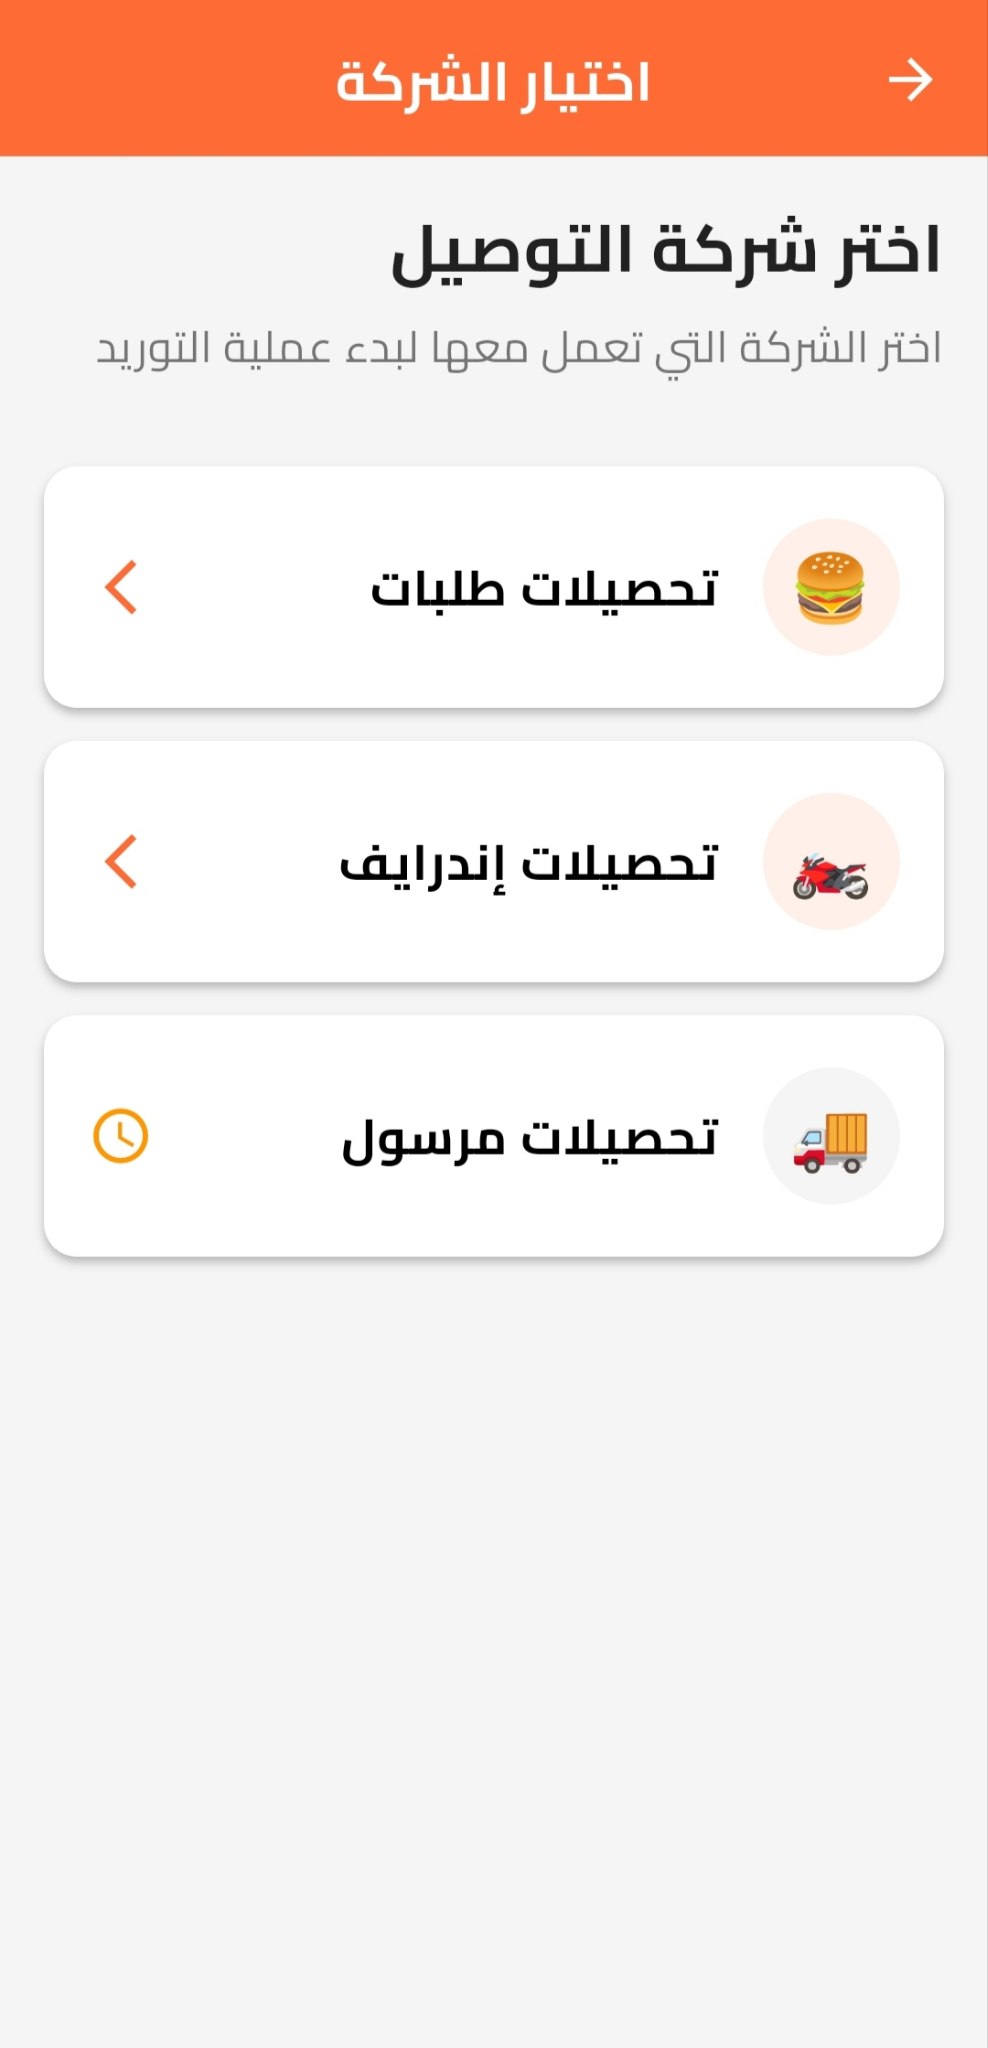 اختيار الشركة
اختر شركة التوصيل
اختر الشركة التي تعمل معها لبدء عملية التوريد
تحصيلات طلبات
تحصيلات إندرايف
تحصيلات مرسول